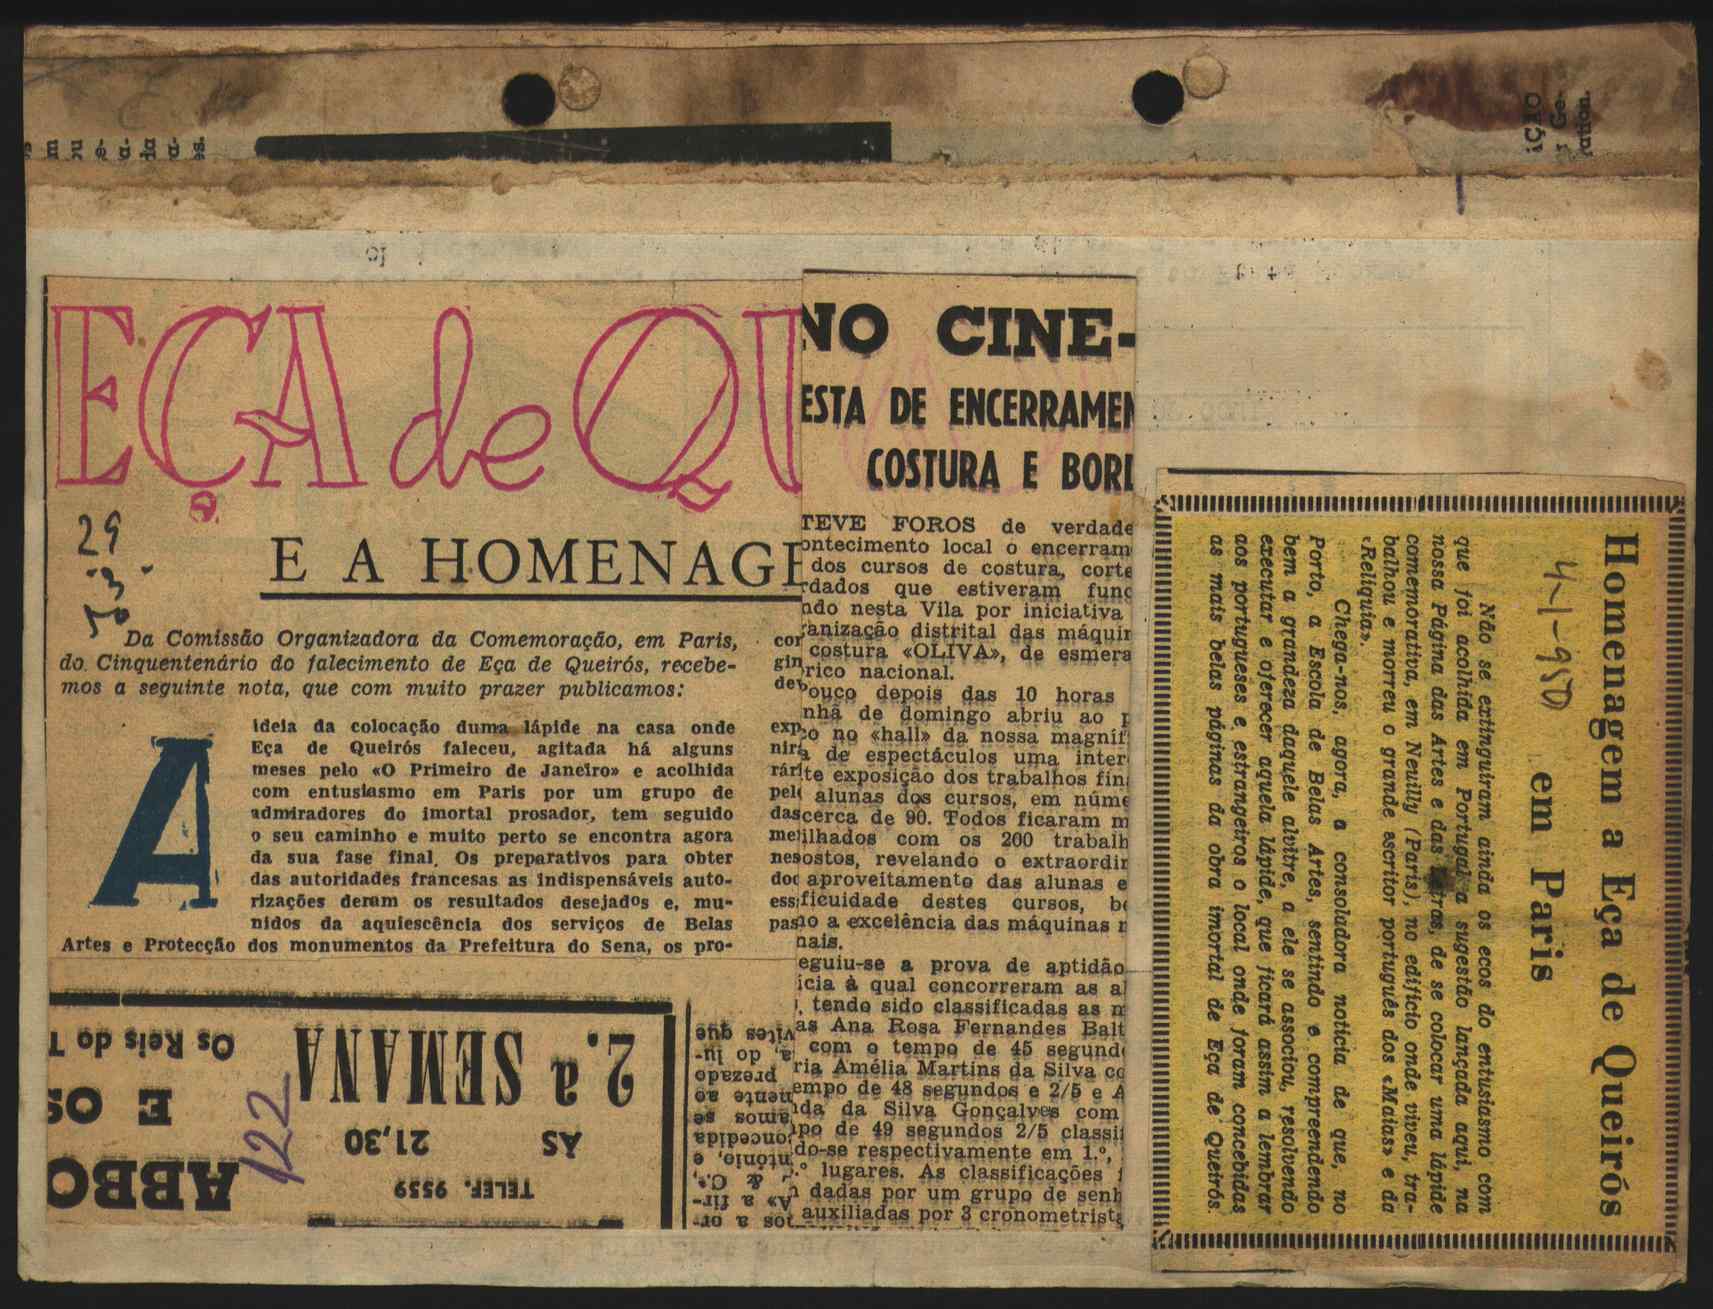 EÇA de QU
29
-3-
50
E A HOMENAGE
Da Comissão Organizadora da Comemoração, em Paris,
do Cinquentenário do falecimento de Eça de Queirós, recebe-
mos a seguinte nota, que com muito prazer publicamos:
A ideia da colocação duma lápide na casa onde
Eça de Queirós faleceu, agitada há alguns
meses pelo «O Primeiro de Janeiro» e acolhida
com entusiasmo em Paris por um grupo de
admiradores do imortal prosador, tem seguido
o seu caminho e muito perto se encontra agora
da sua fase final. Os preparativos para obter
das autoridades francesas as indispensáveis auto-
rizações deram os resultados desejados e, mu-
nidos da aquiescência dos serviços de Belas
Artes e Protecção dos monumentos da Prefeitura do Sena, os pro-
NO CINE-
ESTA DE ENCERRAMEN
COSTURA E BORD
TEVE FOROS de verdade
ontecimento local o encerram
dos cursos de costura, corte
rdados que estiveram func
ndo nesta Vila por iniciativa
anização distrital das máquin
costura «OLIVA», de esmera
rico nacional.
ouco depois das 10 horas
nhã de domingo abriu ao p
co no «hall» da nossa magníf
a de espectáculos uma inter
te exposição dos trabalhos fin
alunas dos cursos, em núme
cerca de 90. Todos ficaram m
ilhados com os 200 trabalh
ostos, revelando o extraordin
aproveitamento das alunas e
ficuidade destes cursos, be
o a excelência das máquinas n
nais.
eguiu-se a prova de aptidão
ícia à qual concorreram as al
, tendo sido classificadas as m
as Ana Rosa Fernandes Balt
com o tempo de 45 segund
ria Amélia Martins da Silva co
empo de 48 segundos e 2/5 e A
da da Silva Gonçalves com
po de 49 segundos 2/5 classif
do-se respectivamente em 1.º,
.º lugares. As classificações f
dadas por um grupo de senh
auxiliadas por 3 cronometrist
Homenagem a Eça de Queirós
em Paris
4-1-950
Não se extinguiram ainda os ecos do entusiasmo com
que foi acolhida em Portugal a sugestão lançada aqui, na
nossa Página das Artes e das Letras, de se colocar uma lápide
comemorativa, em Neuilly (Paris), no edifício onde viveu, tra-
balhou e morreu o grande escritor português dos «Maias» e da
«Relíquia».
Chega-nos, agora, a consoladora notícia de que, no
Porto, a Escola de Belas Artes, sentindo e compreendendo
bem a grandeza daquele alvitre, a ele se associou, resolvendo
executar e oferecer aquela lápide, que ficará assim a lembrar
aos portugueses e estrangeiros o local onde foram concebidas
as mais belas páginas da obra imortal de Eça de Queirós.
TELEF. 9559
ÀS 21,30
2.ª SEMANA
ABBO
E OS
Os Reis do T
122